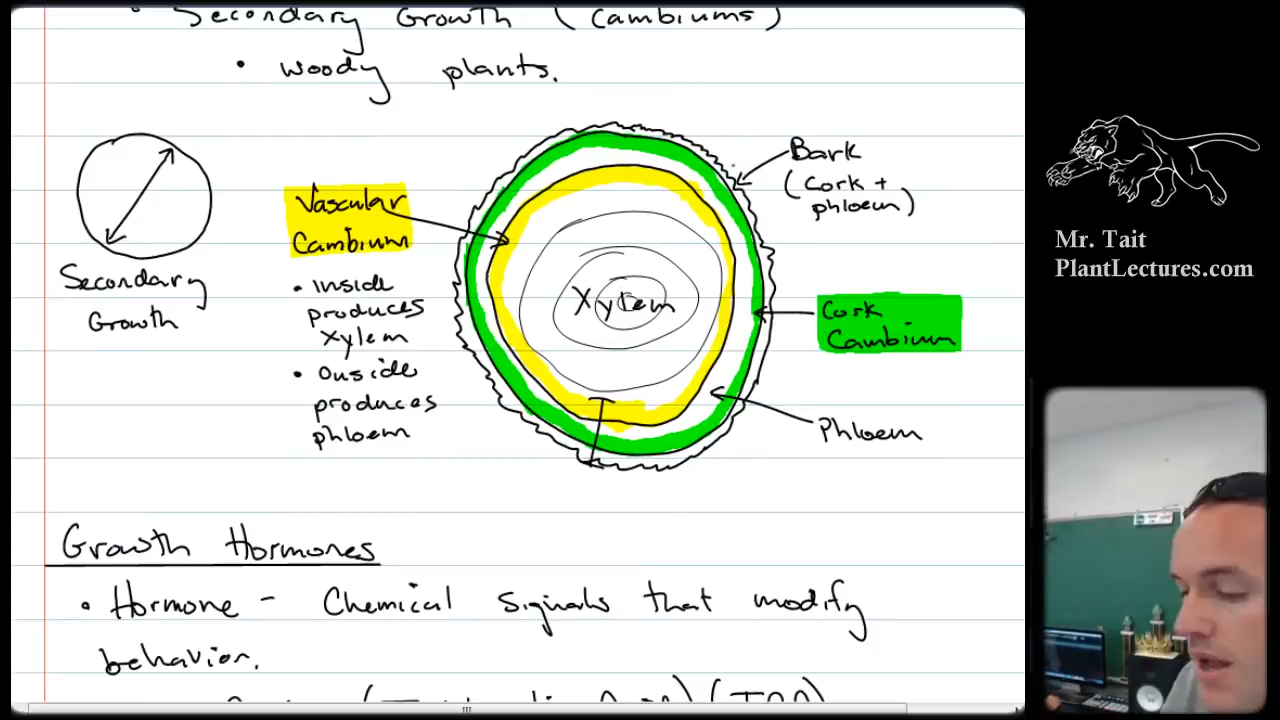 • Secondary Growth (Cambiums)
• woody plants.
Secondary
Growth
Vascular
Cambium
• Inside
produces
Xylem
• Ouside
produces
phloem
Xylem
Bark
(Cork +
phloem)
Cork
Cambium
Phloem
Growth Hormones
• Hormone - Chemical signals that modify
behavior.
Mr. Tait
PlantLectures.com